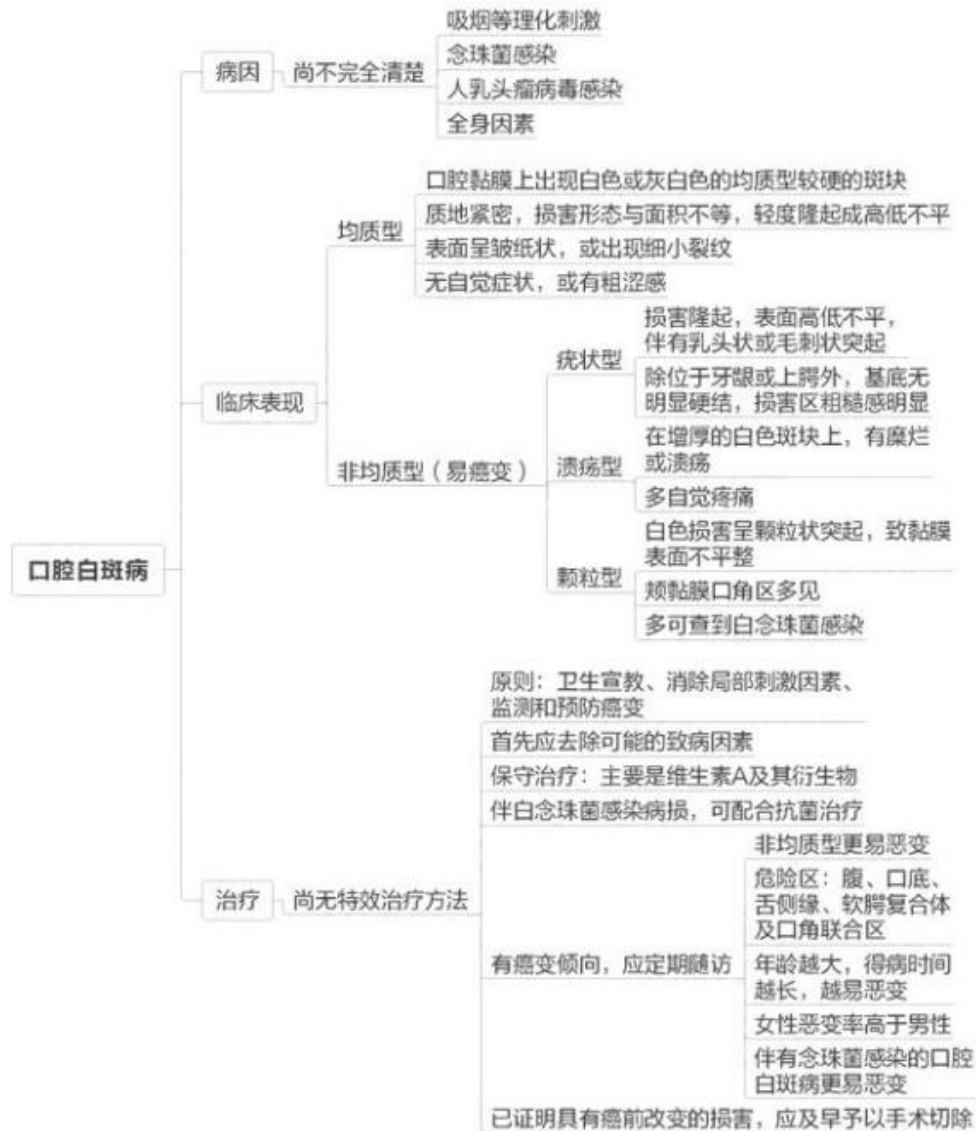 口腔白斑病
病因
尚不完全清楚
吸烟等理化刺激
念珠菌感染
人乳头瘤病毒感染
全身因素
临床表现
均质型
口腔黏膜上出现白色或灰白色的均质型较硬的斑块
质地紧密，损害形态与面积不等，轻度隆起成高低不平
表面呈皱纸状，或出现细小裂纹
无自觉症状，或有粗涩感
非均质型（易癌变）
疣状型
损害隆起，表面高低不平，
伴有乳头状或毛刺状突起
除位于牙龈或上腭外，基底无
明显硬结，损害区粗糙感明显
溃疡型
在增厚的白色斑块上，有糜烂
或溃疡
多自觉疼痛
颗粒型
白色损害呈颗粒状突起，致黏膜
表面不平整
颊黏膜口角区多见
多可查到白念珠菌感染
治疗
尚无特效治疗方法
原则：卫生宣教、消除局部刺激因素、
监测和预防癌变
首先应去除可能的致病因素
保守治疗：主要是维生素A及其衍生物
伴白念珠菌感染病损，可配合抗菌治疗
有癌变倾向，应定期随访
非均质型更易恶变
危险区：腹、口底、
舌侧缘、软腭复合体
及口角联合区
年龄越大，得病时间
越长，越易恶变
女性恶变率高于男性
伴有念珠菌感染的口腔
白斑病更易恶变
已证明具有癌前改变的损害，应及早予以手术切除